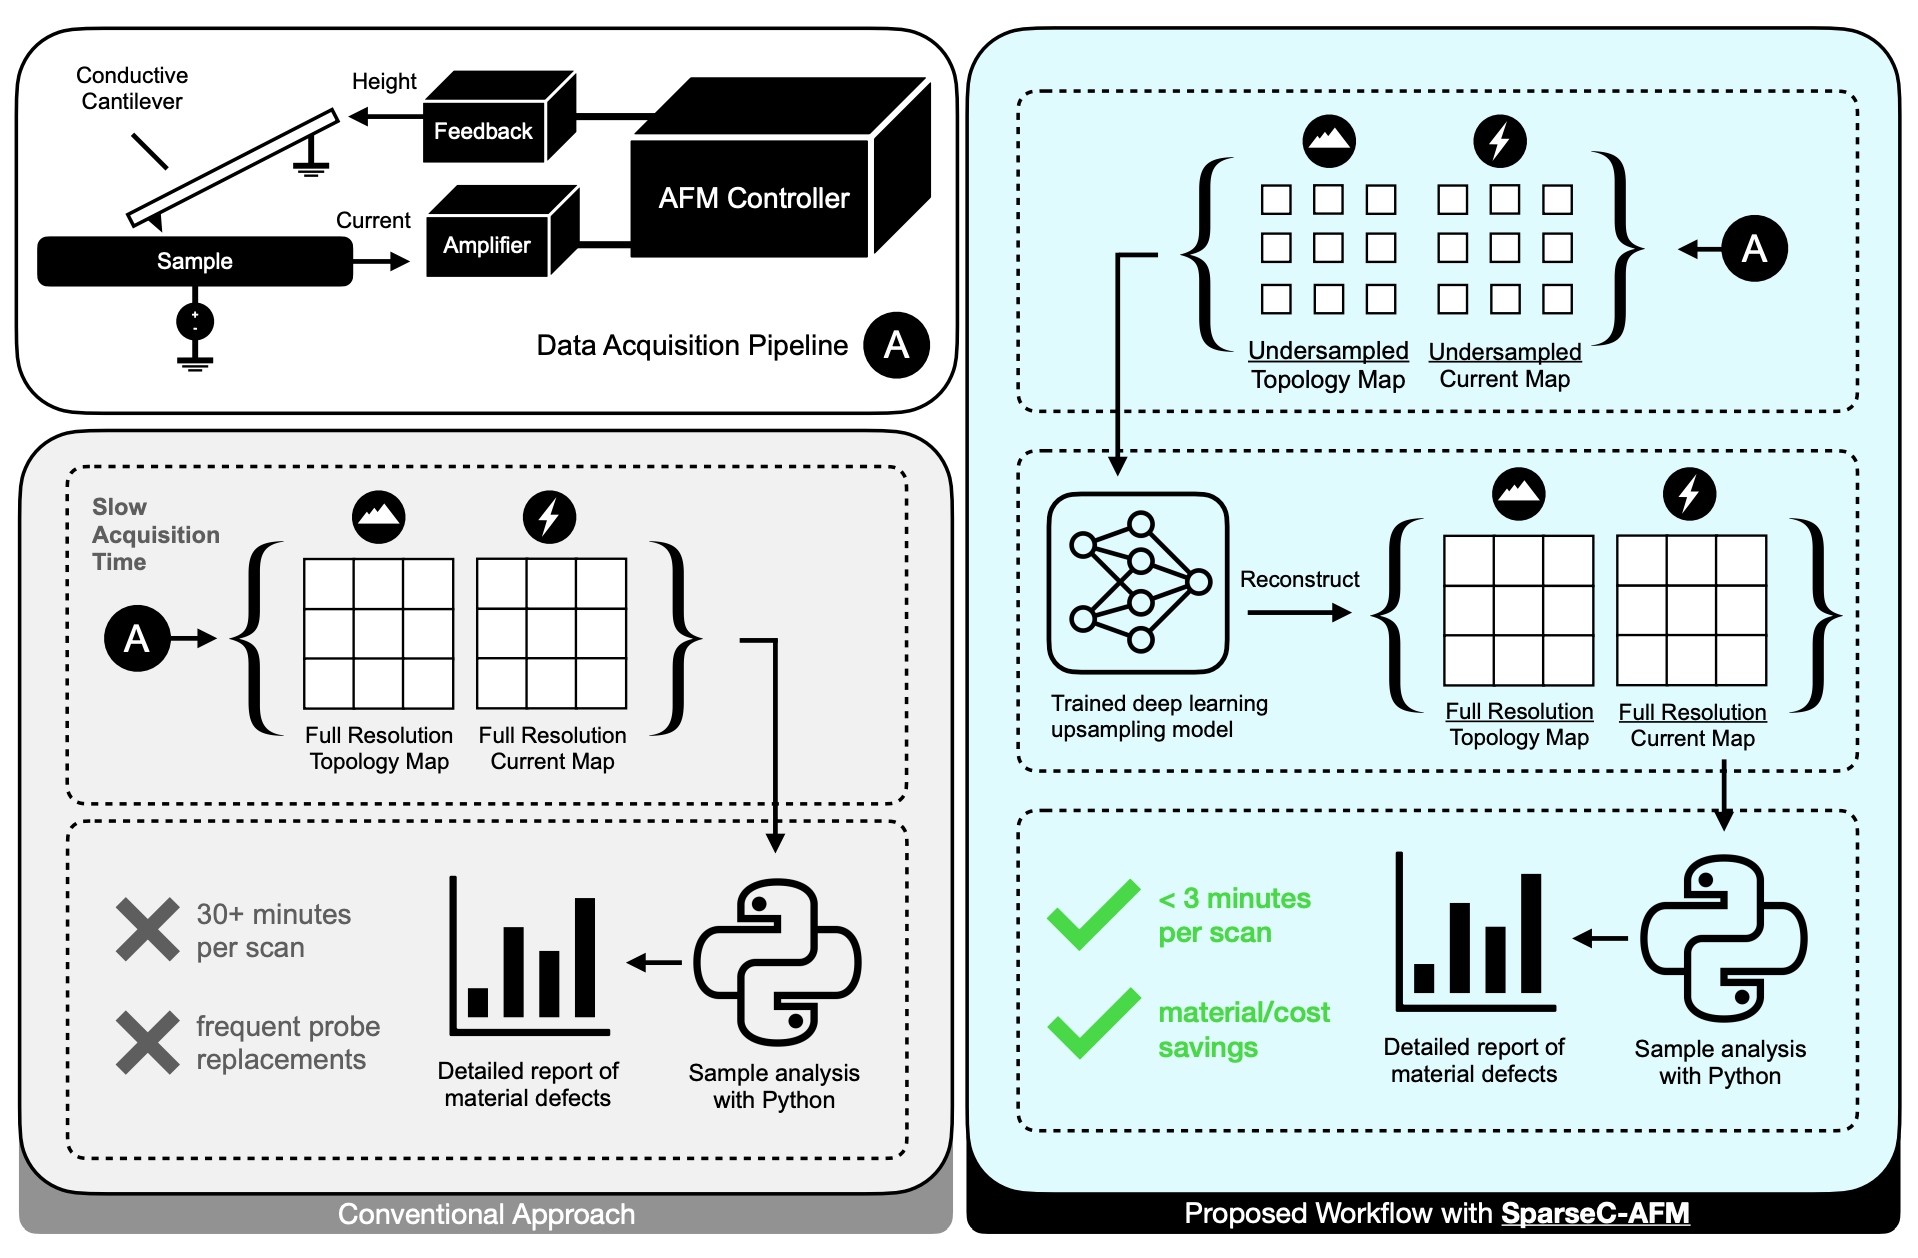 Conductive
Cantilever
Height
Feedback
AFM Controller
Current
Amplifier
Sample
+
-
Data Acquisition Pipeline
A
Slow
Acquisition
Time
A
Full Resolution
Topology Map
Full Resolution
Current Map
30+ minutes
per scan
frequent probe
replacements
Detailed report of
material defects
Sample analysis
with Python
Conventional Approach
A
Undersampled
Topology Map
Undersampled
Current Map
Trained deep learning
upsampling model
Reconstruct
Full Resolution
Topology Map
Full Resolution
Current Map
< 3 minutes
per scan
material/cost
savings
Detailed report of
material defects
Sample analysis
with Python
Proposed Workflow with SparseC-AFM